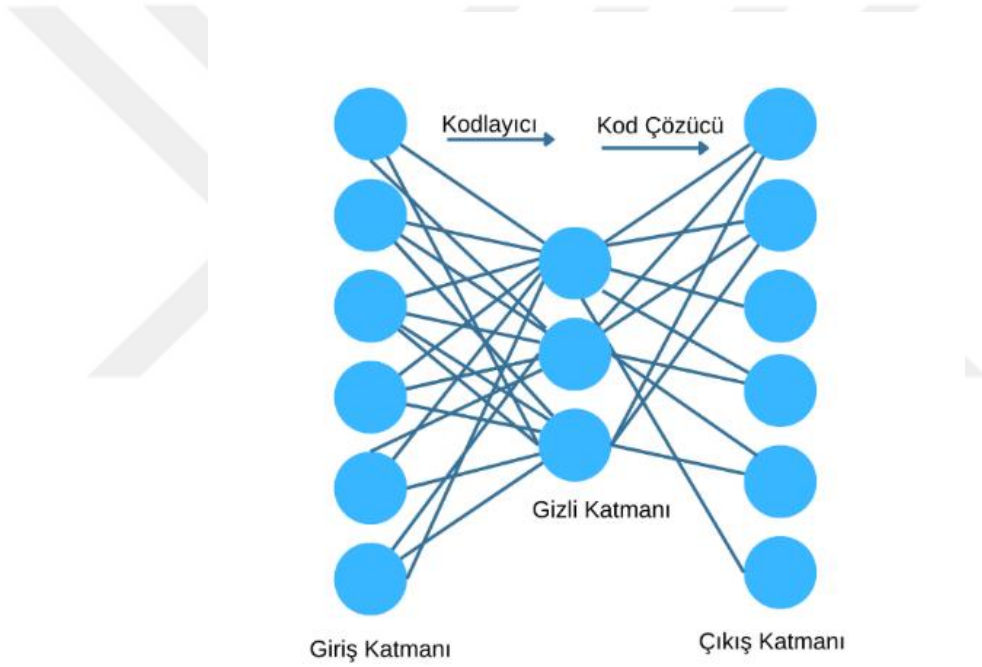 Kodlayıcı
Kod Çözücü
Gizli Katmanı
Giriş Katmanı
Çıkış Katmanı